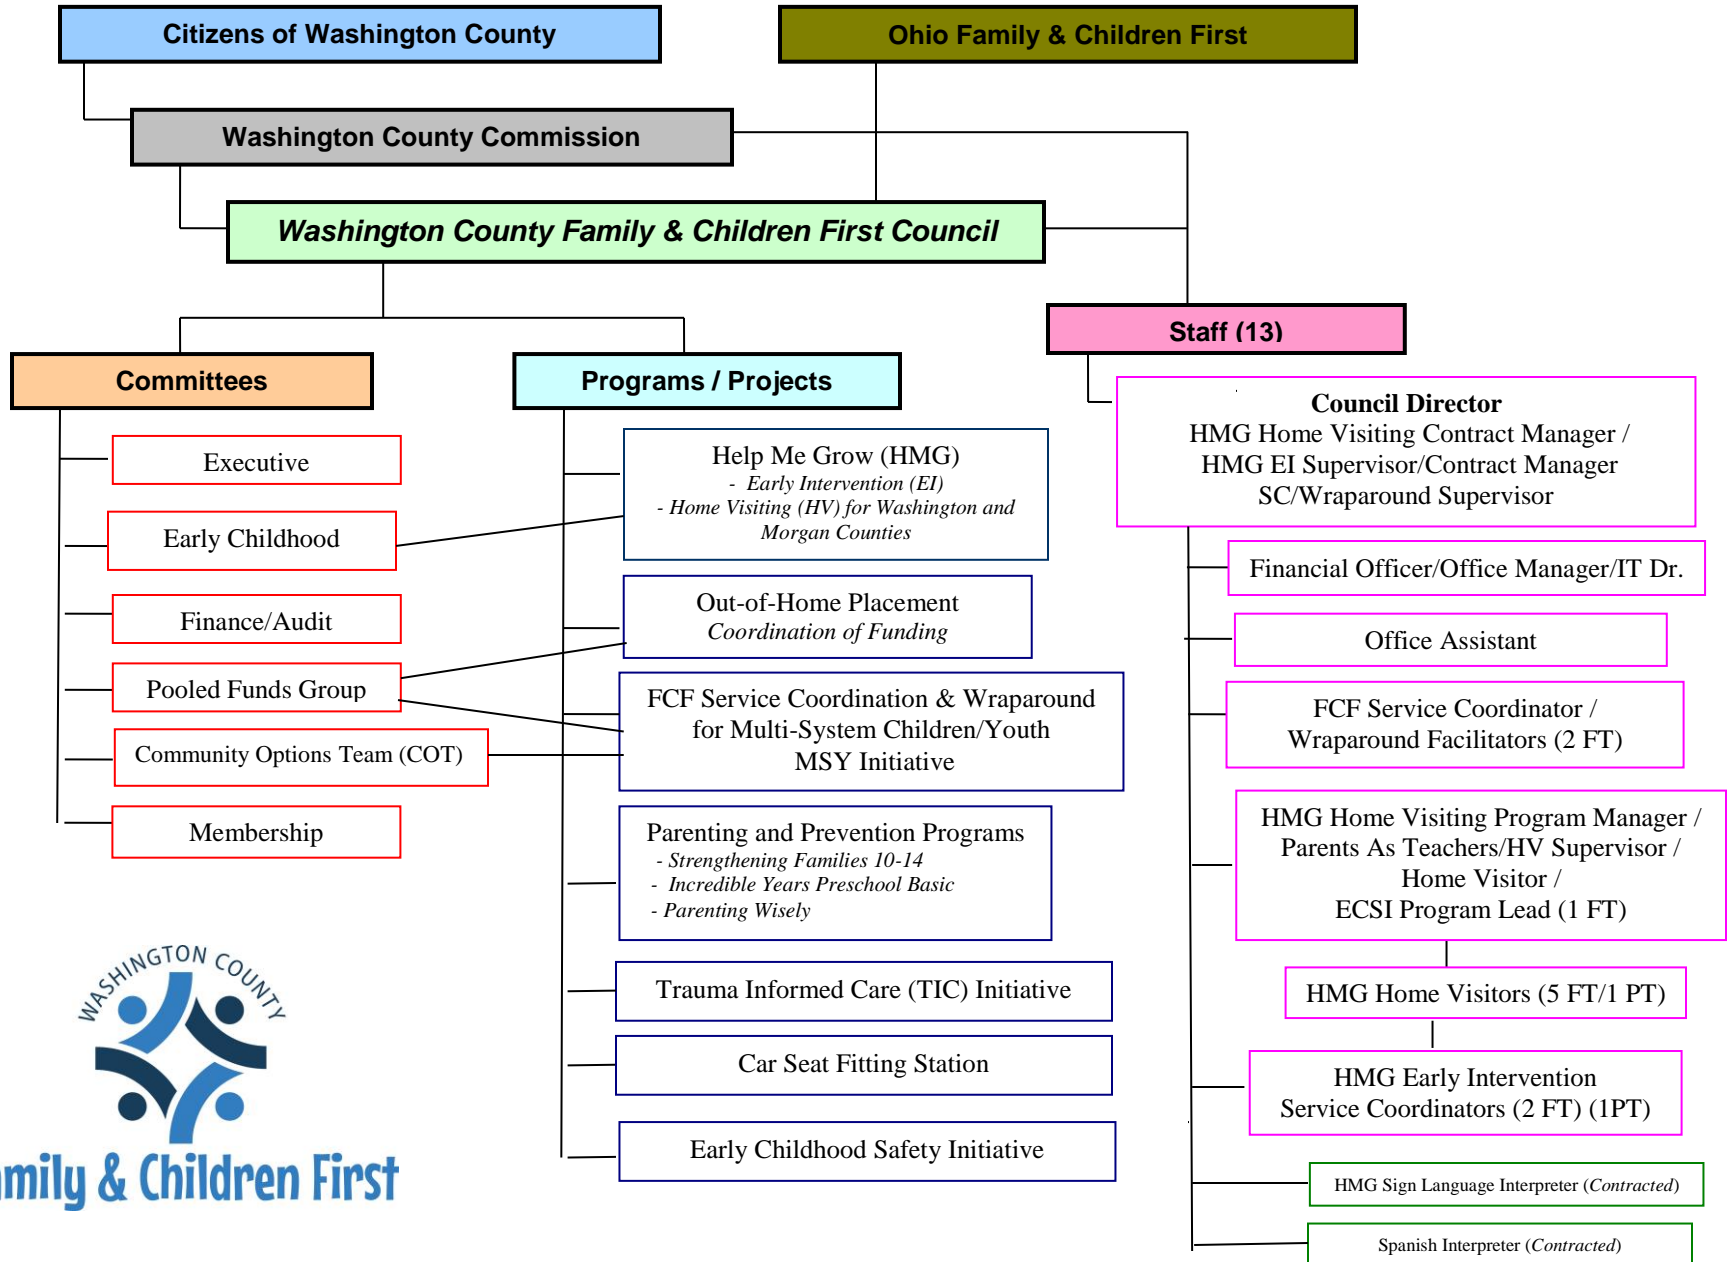 Citizens of Washington County
Ohio Family & Children First
Washington County Commission
Washington County Family & Children First Council
Staff (13)
Committees
Executive
Early Childhood
Finance/Audit
Pooled Funds Group
Community Options Team (COT)
Membership
Programs / Projects
Help Me Grow (HMG)
- Early Intervention (EI)
- Home Visiting (HV) for Washington and
Morgan Counties
Out-of-Home Placement
Coordination of Funding
FCF Service Coordination & Wraparound
for Multi-System Children/Youth
MSY Initiative
Parenting and Prevention Programs
- Strengthening Families 10-14
- Incredible Years Preschool Basic
- Parenting Wisely
Trauma Informed Care (TIC) Initiative
Car Seat Fitting Station
Early Childhood Safety Initiative
Council Director
HMG Home Visiting Contract Manager /
HMG EI Supervisor/Contract Manager
SC/Wraparound Supervisor
Financial Officer/Office Manager/IT Dr.
Office Assistant
FCF Service Coordinator /
Wraparound Facilitators (2 FT)
HMG Home Visiting Program Manager /
Parents As Teachers/HV Supervisor /
Home Visitor /
ECSI Program Lead (1 FT)
HMG Home Visitors (5 FT/1 PT)
HMG Early Intervention
Service Coordinators (2 FT) (1PT)
HMG Sign Language Interpreter (Contracted)
Spanish Interpreter (Contracted)
WASHINGTON COUNTY
mily & Children First